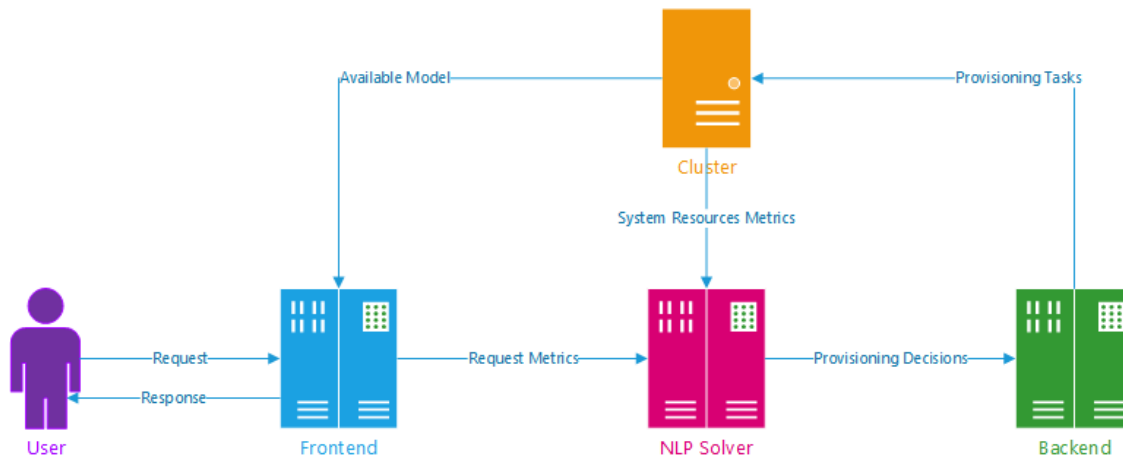 Available Model
Provisioning Tasks
Cluster
System Resources Metrics
Request
Request Metrics
Provisioning Decisions
Response
User
Frontend
NLP Solver
Backend